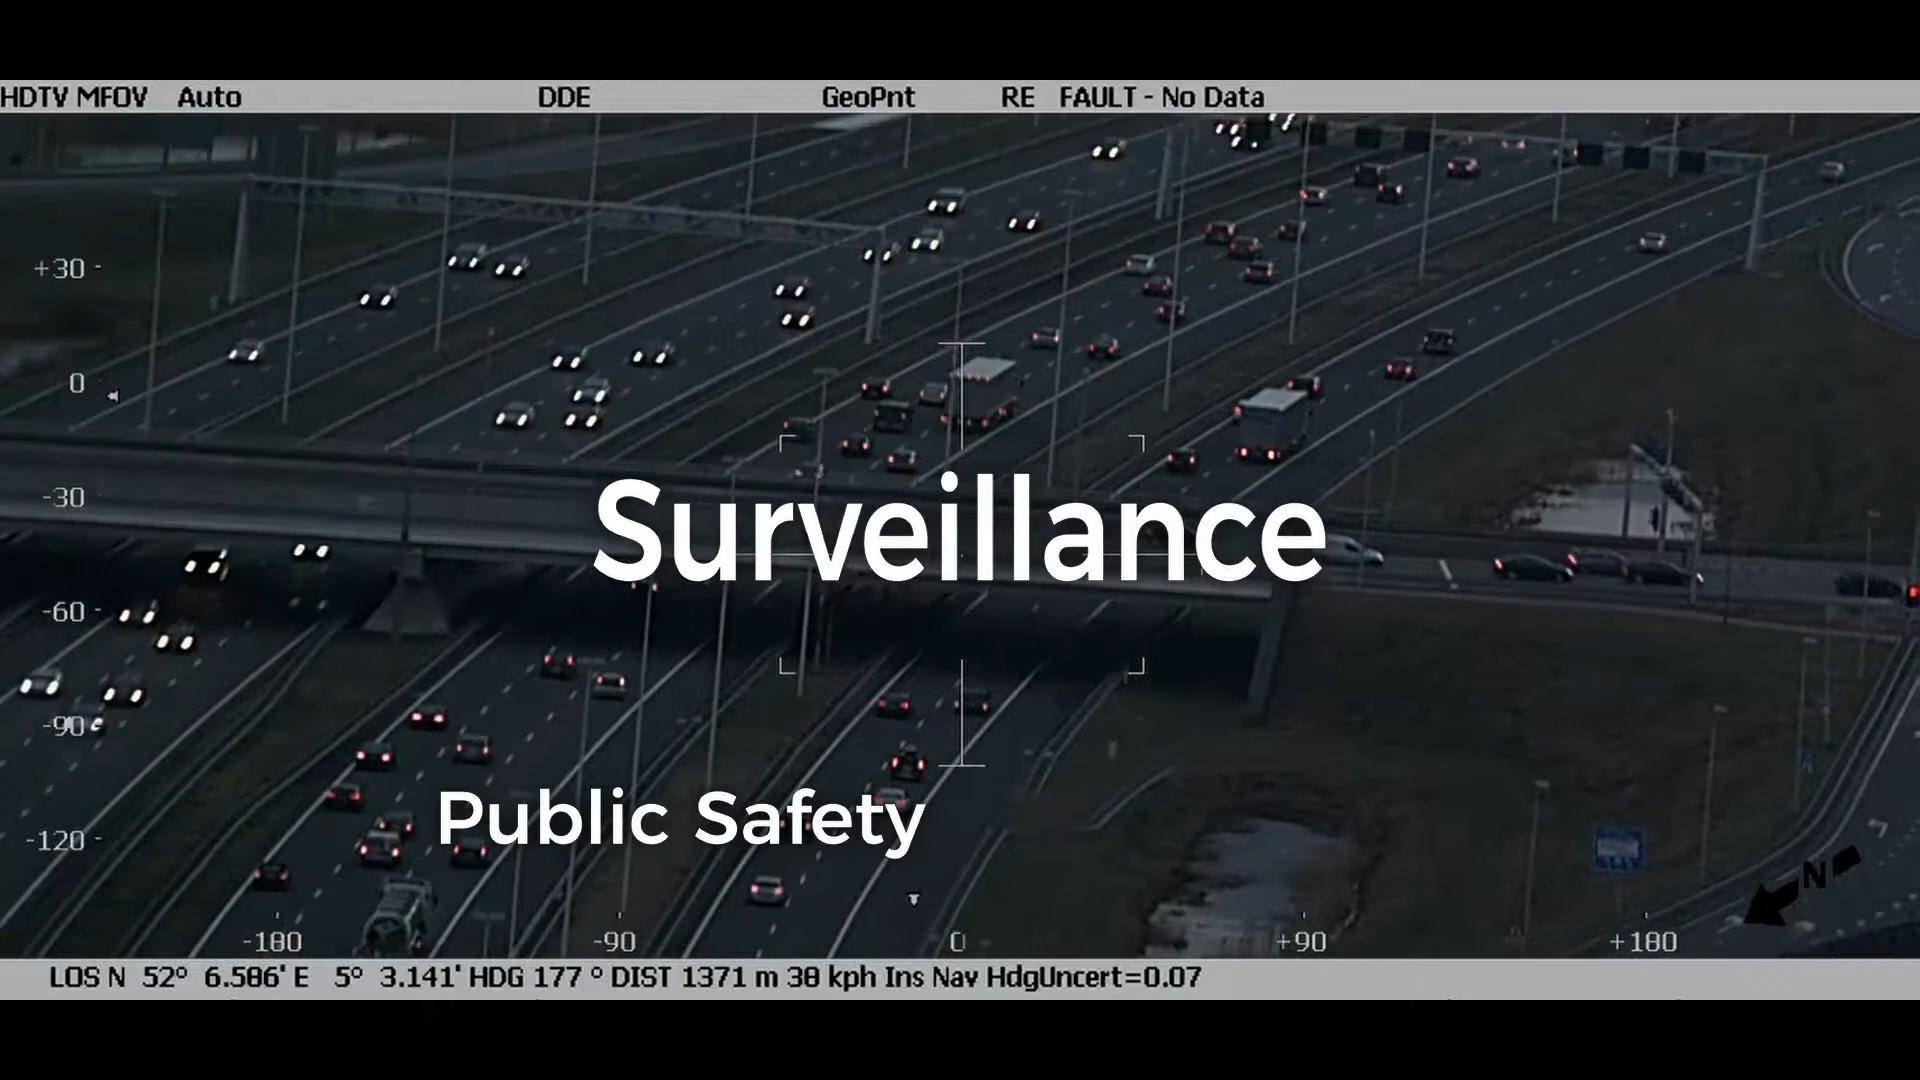 HDTV MFOV Auto DDE GeoPnt RE FAULT - No Data
+30
0
-30
Surveillance
-60
-90
Public Safety
-120
N
-180 -90 0 +90 +180
LOS N 52° 6.586' E 5° 3.141' HDG 177 ° DIST 1371 m 38 kph Ins Nav HdgUncert=0.07